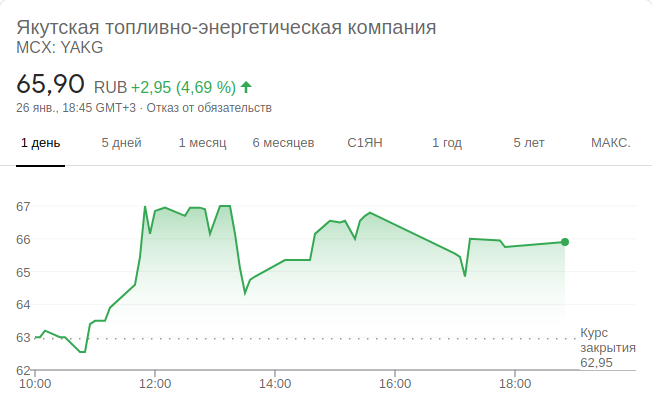 Якутская топливно-энергетическая компания
MCX: YAKG
65,90 RUB +2,95 (4,69 %)
26 янв., 18:45 GMT+3 · Отказ от обязательств
1 день 5 дней 1 месяц 6 месяцев С1ЯН 1 год 5 лет МАКС.
67
66
65
64
63
62
Курс
закрытия
62,95
10:00 12:00 14:00 16:00 18:00